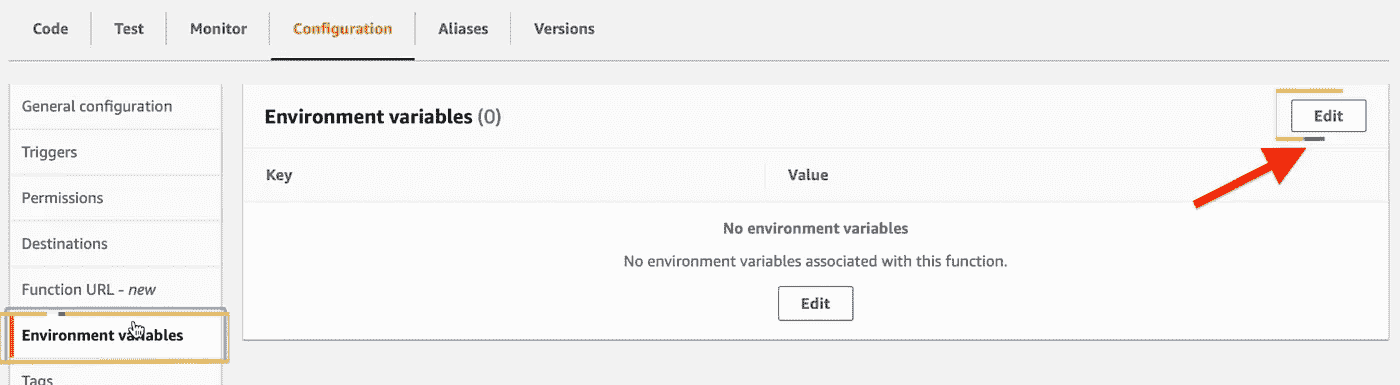 Code Test Monitor Configuration Aliases Versions
General configuration
Triggers
Permissions
Destinations
Function URL - new
Environment variables
Tags
Environment variables (0)
Edit
Key Value
No environment variables
No environment variables associated with this function.
Edit